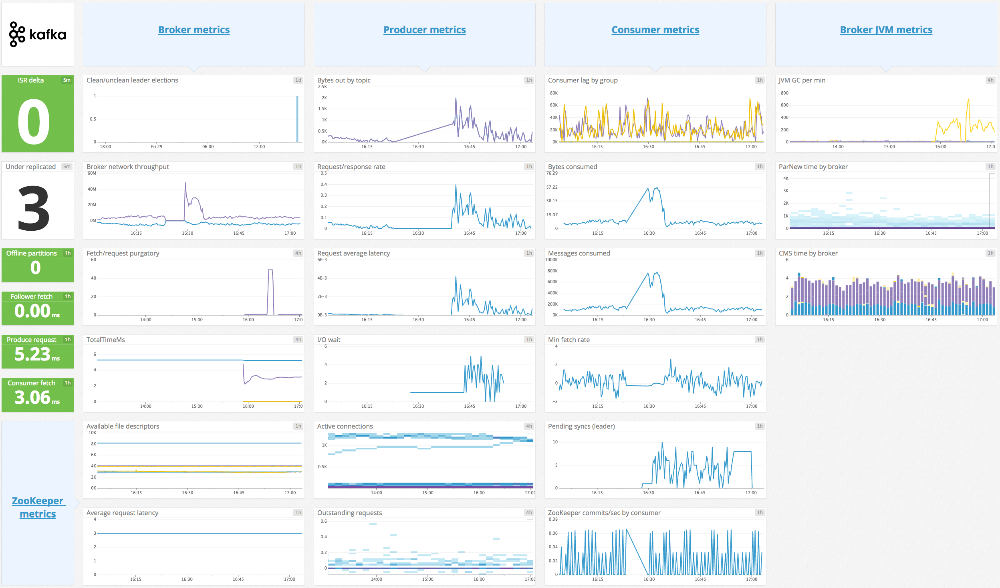 kafka
Broker metrics
Producer metrics
Consumer metrics
Broker JVM metrics
ISR delta 5m
0
Clean/unclean leader elections 1d
1
0.5
0
18:00 Fri 29 06:00 12:00
Bytes out by topic 1h
2.5K
2K
1.5K
1K
0.5K
0K
16:15 16:30 16:45 17:00
Consumer lag by group 1h
80K
60K
40K
20K
0K
16:15 16:30 16:45 17:00
JVM GC per min 4h
800
600
400
200
0
14:00 15:00 16:00 17:0
Under replicated 5m
3
Broker network throughput 1h
60M
40M
20M
0M
16:15 16:30 16:45 17:00
Request/response rate 1h
0.5
0.4
0.3
0.2
0.1
0
16:15 16:30 16:45 17:00
Bytes consumed 1h
76.29
57.22
38.15
19.07
0
16:15 16:30 16:45 17:00
ParNew time by broker 1h
4K
3K
2K
1K
0
16:15 16:30 16:45 17:00
Offline partitions 1h
0
Follower fetch 1h
0.00 ms
Fetch/request purgatory 4h
60
40
20
0
14:00 15:00 16:00 17:0
Request average latency 1h
6E-3
4E-3
2E-3
0E-3
16:15 16:30 16:45 17:00
Messages consumed 1h
1000K
800K
600K
400K
200K
0K
16:15 16:30 16:45 17:00
CMS time by broker 1h
6
4
2
0
16:15 16:30 16:45 17:00
Produce request 1h
5.23 ms
Consumer fetch 1h
3.06 ms
TotalTimeMs 4h
6
4
2
0
14:00 15:00 16:00 17:0
I/O wait 1h
6
4
2
0
16:15 16:30 16:45 17:00
Min fetch rate 1h
4
2
0
-2
16:15 16:30 16:45 17:00
ZooKeeper
metrics
Available file descriptors 1h
10K
8K
6K
4K
2K
0K
16:15 16:30 16:45 17:00
Active connections 4h
1K
0.5K
14:00 15:00 16:00 17:00
Pending syncs (leader) 1h
10
5
0
16:15 16:30 16:45 17:00
Average request latency 1h
4
3
2
1
0
16:15 16:30 16:45 17:00
Outstanding requests 4h
0.6
0.4
0.2
0
14:00 15:00 16:00 17:00
ZooKeeper commits/sec by consumer 1h
0.08
0.06
0.04
0.02
0
16:15 16:30 16:45 17:00